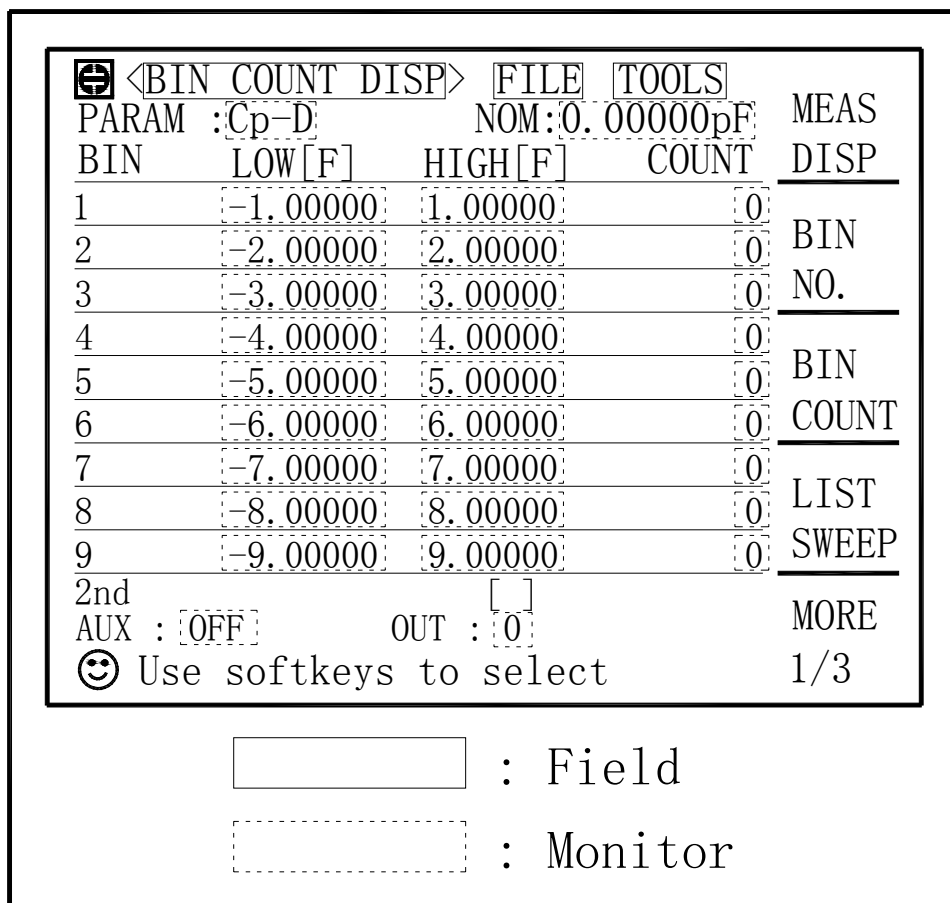 <BIN COUNT DISP> FILE TOOLS
PARAM :Cp-D NOM:0.00000pF
BIN LOW[F] HIGH[F] COUNT
1 -1.00000 1.00000 0
2 -2.00000 2.00000 0
3 -3.00000 3.00000 0
4 -4.00000 4.00000 0
5 -5.00000 5.00000 0
6 -6.00000 6.00000 0
7 -7.00000 7.00000 0
8 -8.00000 8.00000 0
9 -9.00000 9.00000 0
2nd [ ]
AUX : OFF OUT : 0
Use softkeys to select
MEAS
DISP
BIN
NO.
BIN
COUNT
LIST
SWEEP
MORE
1/3
: Field
: Monitor